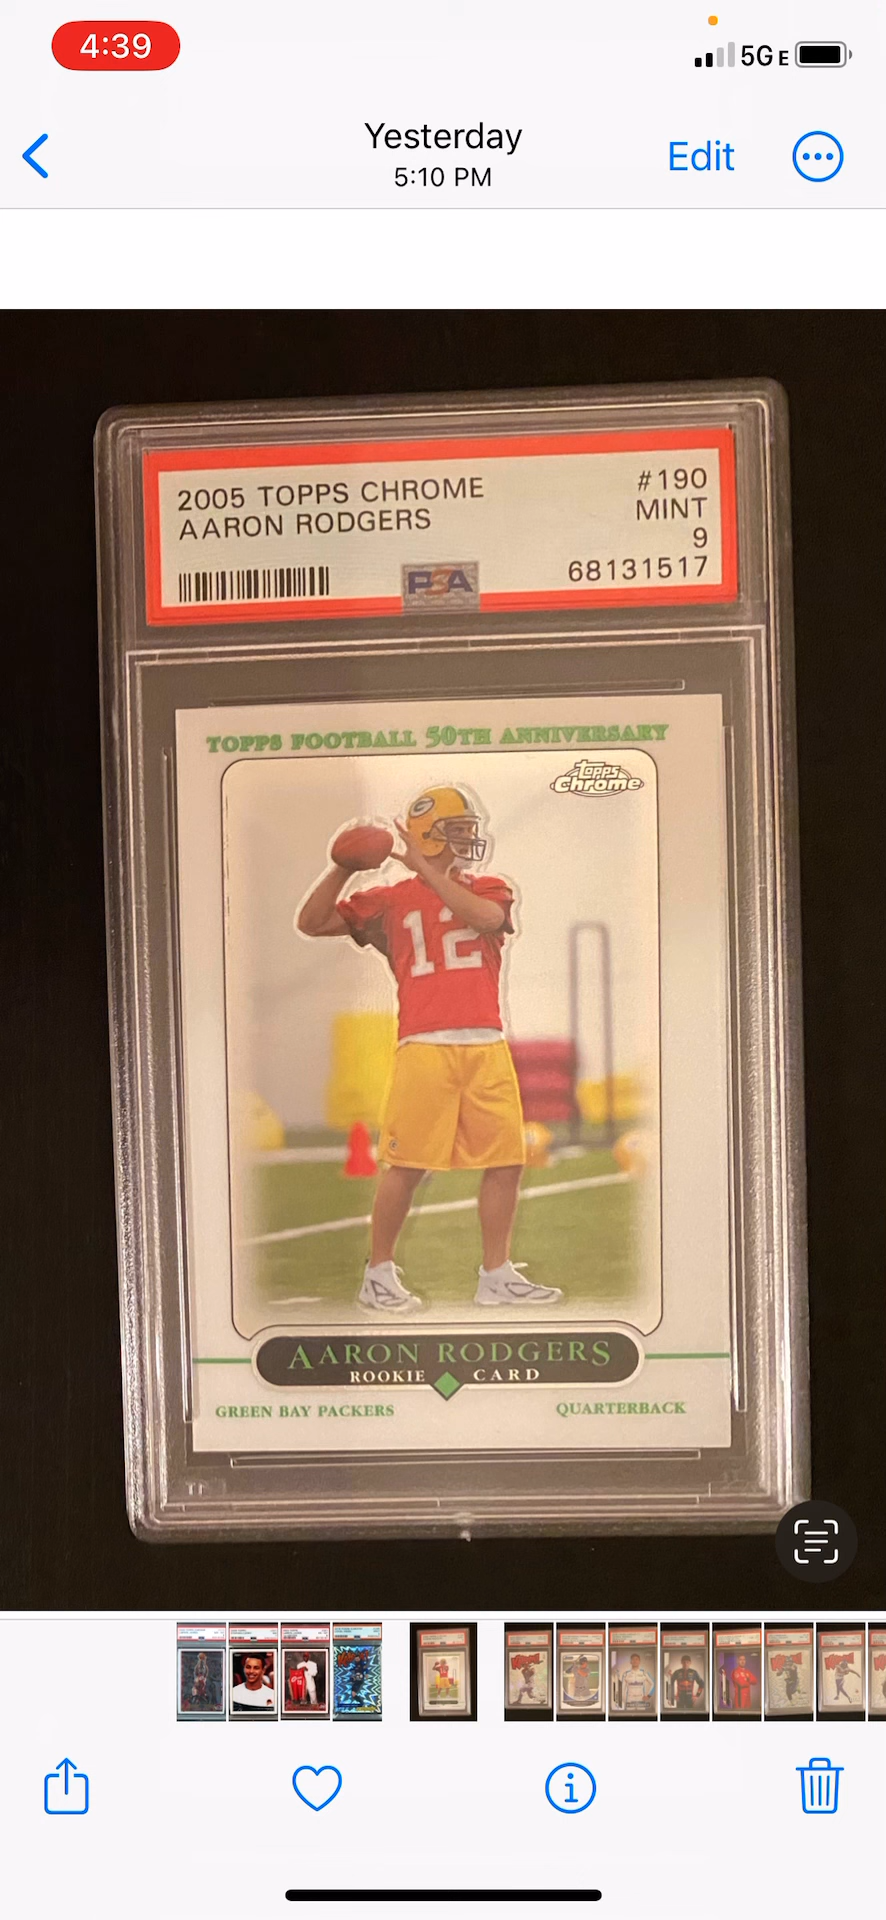 4:39
5G E
Yesterday
5:10 PM
Edit
2005 TOPPS CHROME #190
AARON RODGERS MINT
9
PSA 68131517
TOPPS FOOTBALL 50TH ANNIVERSARY
Topps
Chrome
12
AARON RODGERS
ROOKIE CARD
GREEN BAY PACKERS QUARTERBACK